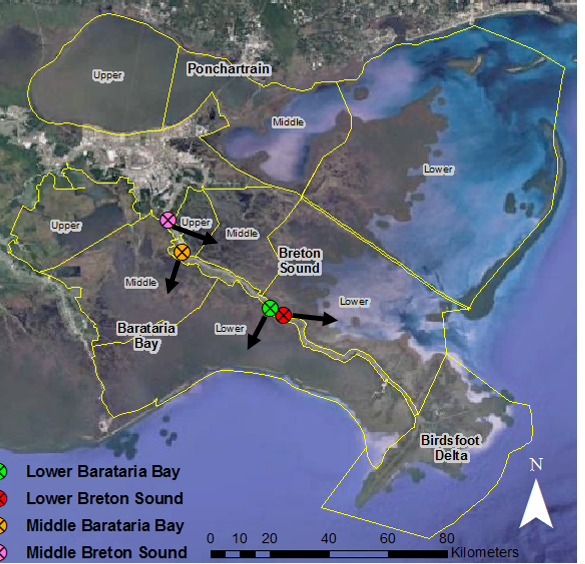 Upper
Ponchartrain
Middle
Lower
Upper
Upper
Middle
Breton
Sound
Middle
Lower
Lower
Barataria
Bay
Birdsfoot
Delta
Lower Barataria Bay
Lower Breton Sound
Middle Barataria Bay
Middle Breton Sound
N
0 10 20 40 60 80
Kilometers